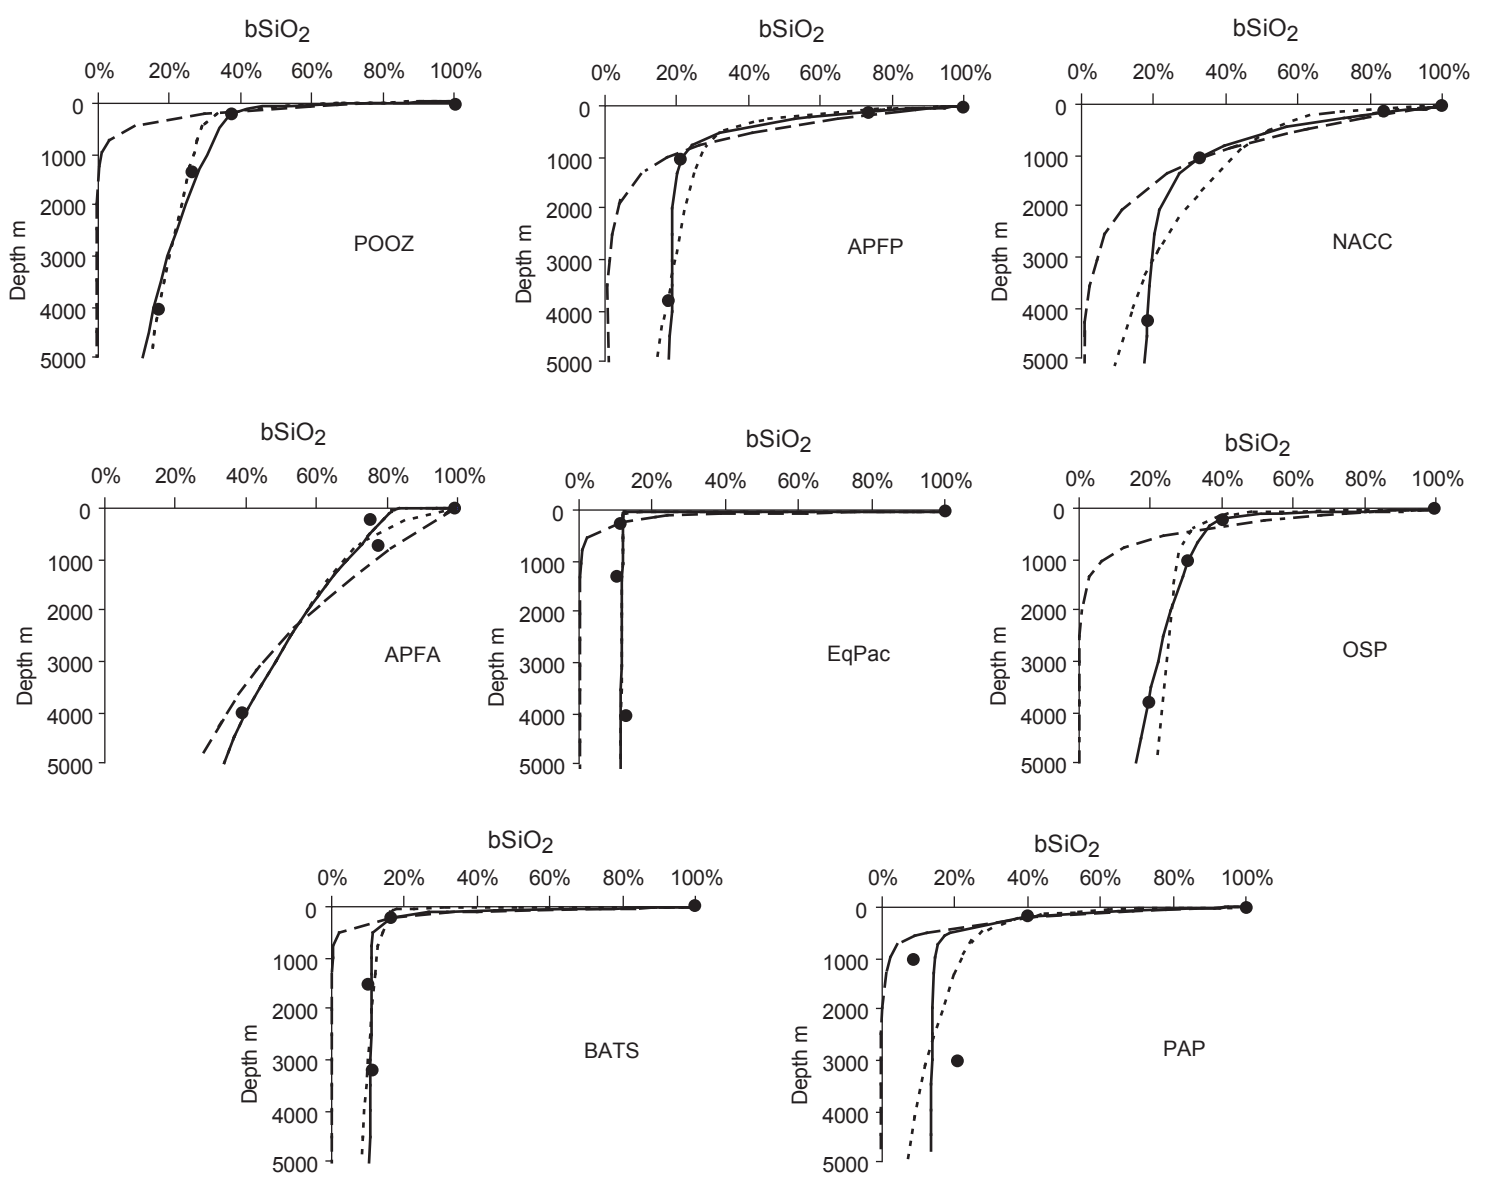 bSiO2 bSiO2 bSiO2
0% 20% 40% 60% 80% 100% 0% 20% 40% 60% 80% 100% 0% 20% 40% 60% 80% 100%
0 0 0
1000 1000 1000
2000 2000 2000
POOZ APFP NACC
3000 3000 3000
4000 4000 4000
5000 5000 5000
Depth m Depth m Depth m
bSiO2 bSiO2 bSiO2
0% 20% 40% 60% 80% 100% 0% 20% 40% 60% 80% 100% 0% 20% 40% 60% 80% 100%
0 0 0
1000 1000 1000
2000 2000 2000
APFA EqPac OSP
3000 3000 3000
4000 4000 4000
5000 5000 5000
Depth m Depth m Depth m
bSiO2 bSiO2
0% 20% 40% 60% 80% 100% 0% 20% 40% 60% 80% 100%
0 0
1000 1000
2000 2000
BATS PAP
3000 3000
4000 4000
5000 5000
Depth m Depth m